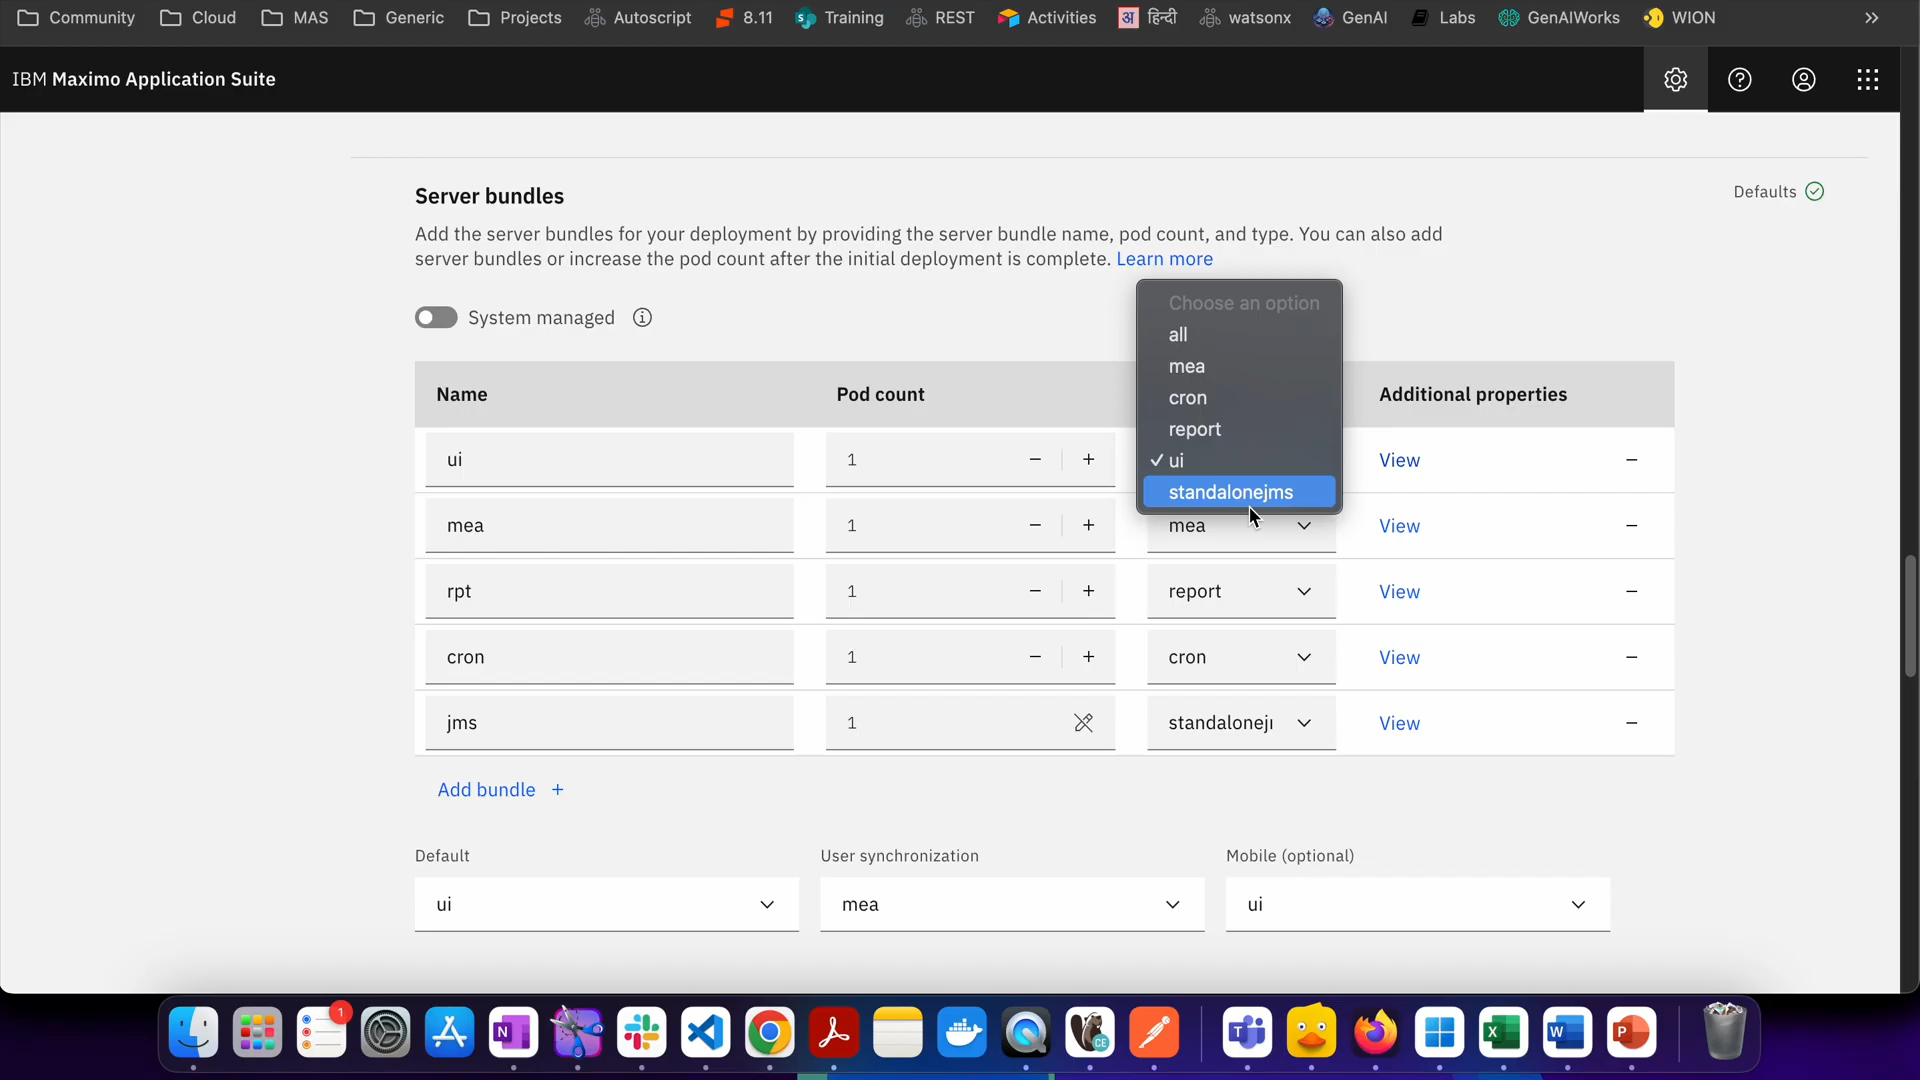 Community Cloud MAS Generic Projects Autoscript 8.11 Training REST Activities अ हिन्दी watsonx GenAI Labs GenAIWorks WION »
IBM Maximo Application Suite
Server bundles
Defaults
Add the server bundles for your deployment by providing the server bundle name, pod count, and type. You can also add
server bundles or increase the pod count after the initial deployment is complete. Learn more
System managed
Choose an option
all
mea
cron
report
✓ ui
standalonejms
Name Pod count Additional properties
ui 1 − + View −
mea 1 − + mea View −
rpt 1 − + report View −
cron 1 − + cron View −
jms 1 standaloneji View −
Add bundle +
Default User synchronization Mobile (optional)
ui mea ui
1